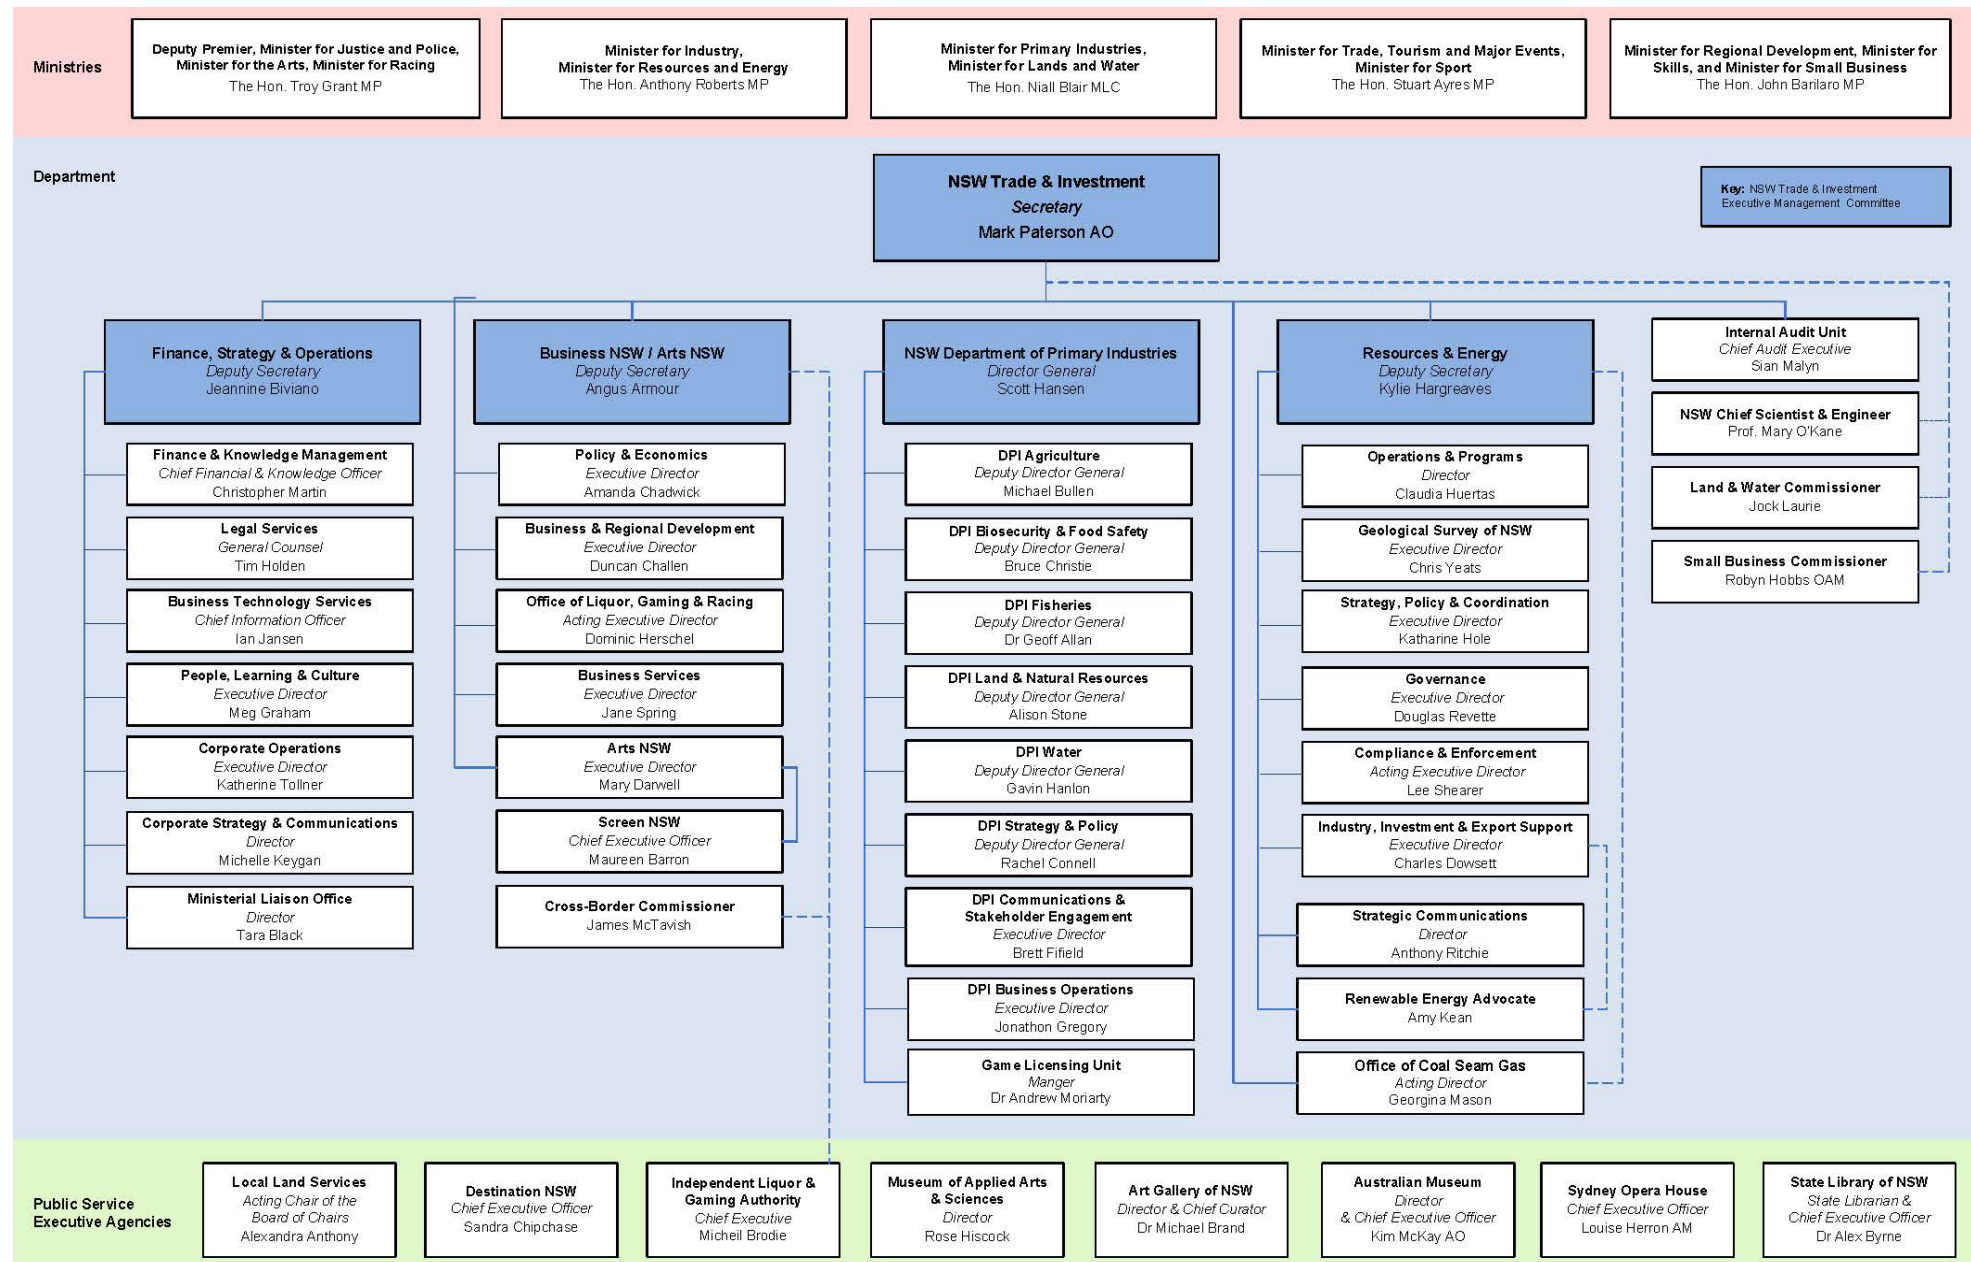 Ministries
Deputy Premier, Minister for Justice and Police,
Minister for the Arts, Minister for Racing
The Hon. Troy Grant MP
Minister for Industry,
Minister for Resources and Energy
The Hon. Anthony Roberts MP
Minister for Primary Industries,
Minister for Lands and Water
The Hon. Niall Blair MLC
Minister for Trade, Tourism and Major Events,
Minister for Sport
The Hon. Stuart Ayres MP
Minister for Regional Development, Minister for
Skills, and Minister for Small Business
The Hon. John Barilaro MP
Department
NSW Trade & Investment
Secretary
Mark Paterson AO
Key: NSW Trade & Investment
Executive Management Committee
Finance, Strategy & Operations
Deputy Secretary
Jeannine Biviano
Finance & Knowledge Management
Chief Financial & Knowledge Officer
Christopher Martin
Legal Services
General Counsel
Tim Holden
Business Technology Services
Chief Information Officer
Ian Jansen
People, Learning & Culture
Executive Director
Meg Graham
Corporate Operations
Executive Director
Katherine Tollner
Corporate Strategy & Communications
Director
Michelle Keygan
Ministerial Liaison Office
Director
Tara Black
Business NSW / Arts NSW
Deputy Secretary
Angus Armour
Policy & Economics
Executive Director
Amanda Chadwick
Business & Regional Development
Executive Director
Duncan Challen
Office of Liquor, Gaming & Racing
Acting Executive Director
Dominic Herschel
Business Services
Executive Director
Jane Spring
Arts NSW
Executive Director
Mary Darwell
Screen NSW
Chief Executive Officer
Maureen Barron
Cross-Border Commissioner
James McTavish
NSW Department of Primary Industries
Director General
Scott Hansen
DPI Agriculture
Deputy Director General
Michael Bullen
DPI Biosecurity & Food Safety
Deputy Director General
Bruce Christie
DPI Fisheries
Deputy Director General
Dr Geoff Allan
DPI Land & Natural Resources
Deputy Director General
Alison Stone
DPI Water
Deputy Director General
Gavin Hanlon
DPI Strategy & Policy
Deputy Director General
Rachel Connell
DPI Communications &
Stakeholder Engagement
Executive Director
Brett Fifield
DPI Business Operations
Executive Director
Jonathon Gregory
Game Licensing Unit
Manger
Dr Andrew Moriarty
Resources & Energy
Deputy Secretary
Kylie Hargreaves
Operations & Programs
Director
Claudia Huertas
Geological Survey of NSW
Executive Director
Chris Yeats
Strategy, Policy & Coordination
Executive Director
Katharine Hole
Governance
Executive Director
Douglas Revette
Compliance & Enforcement
Acting Executive Director
Lee Shearer
Industry, Investment & Export Support
Executive Director
Charles Dowsett
Strategic Communications
Director
Anthony Ritchie
Renewable Energy Advocate
Amy Kean
Office of Coal Seam Gas
Acting Director
Georgina Mason
Internal Audit Unit
Chief Audit Executive
Sian Malyn
NSW Chief Scientist & Engineer
Prof. Mary O'Kane
Land & Water Commissioner
Jock Laurie
Small Business Commissioner
Robyn Hobbs OAM
Public Service
Executive Agencies
Local Land Services
Acting Chair of the
Board of Chairs
Alexandra Anthony
Destination NSW
Chief Executive Officer
Sandra Chipchase
Independent Liquor &
Gaming Authority
Chief Executive
Micheil Brodie
Museum of Applied Arts
& Sciences
Director
Rose Hiscock
Art Gallery of NSW
Director & Chief Curator
Dr Michael Brand
Australian Museum
Director
& Chief Executive Officer
Kim McKay AO
Sydney Opera House
Chief Executive Officer
Louise Herron AM
State Library of NSW
State Librarian &
Chief Executive Officer
Dr Alex Byrne